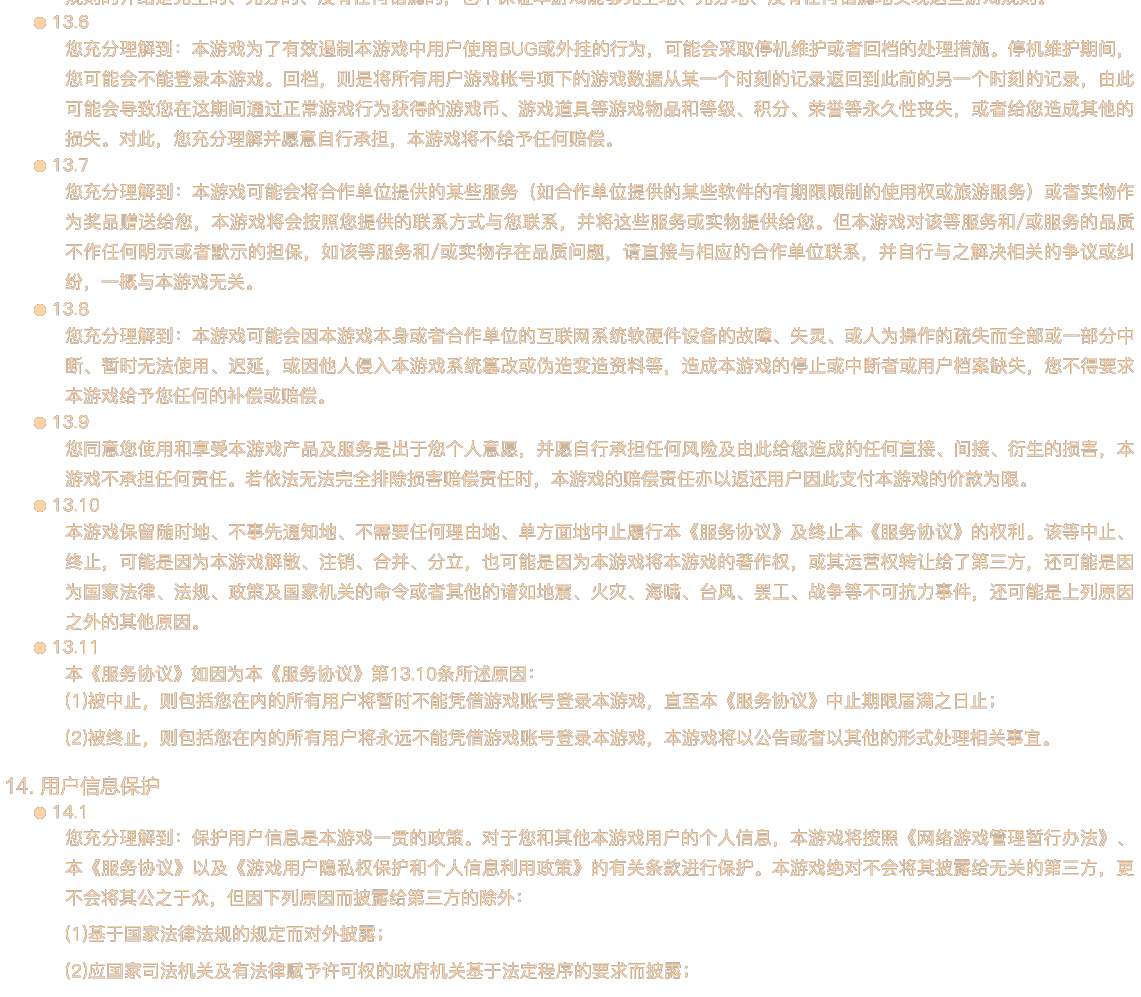 规则的介绍是完全的、充分的、没有任何错漏的，也不保证本游戏能够完全地、充分地、没有任何错漏地实现这些游戏规则。
13.6
您充分理解到：本游戏为了有效遏制本游戏中用户使用BUG或外挂的行为，可能会采取停机维护或者回档的处理措施。停机维护期间，
您可能会不能登录本游戏。回档，则是将所有用户游戏帐号项下的游戏数据从某一个时刻的记录返回到此前的另一个时刻的记录，由此
可能会导致您在这期间通过正常游戏行为获得的游戏币、游戏道具等游戏物品和等级、积分、荣誉等永久性丧失，或者给您造成其他的
损失。对此，您充分理解并愿意自行承担，本游戏将不给予任何赔偿。
13.7
您充分理解到：本游戏可能会将合作单位提供的某些服务（如合作单位提供的某些软件的有期限限制的使用权或旅游服务）或者实物作
为奖品赠送给您，本游戏将会按照您提供的联系方式与您联系，并将这些服务或实物提供给您。但本游戏对该等服务和/或服务的品质
不作任何明示或者默示的担保，如该等服务和/或实物存在品质问题，请直接与相应的合作单位联系，并自行与之解决相关的争议或纠
纷，一概与本游戏无关。
13.8
您充分理解到：本游戏可能会因本游戏本身或者合作单位的互联网系统软硬件设备的故障、失灵、或人为操作的疏失而全部或一部分中
断、暂时无法使用、迟延，或因他人侵入本游戏系统篡改或伪造变造资料等，造成本游戏的停止或中断者或用户档案缺失，您不得要求
本游戏给予您任何的补偿或赔偿。
13.9
您同意您使用和享受本游戏产品及服务是出于您个人意愿，并愿自行承担任何风险及由此给您造成的任何直接、间接、衍生的损害，本
游戏不承担任何责任。若依法无法完全排除损害赔偿责任时，本游戏的赔偿责任亦以返还用户因此支付本游戏的价款为限。
13.10
本游戏保留随时地、不事先通知地、不需要任何理由地、单方面地中止履行本《服务协议》及终止本《服务协议》的权利。该等中止、
终止，可能是因为本游戏解散、注销、合并、分立，也可能是因为本游戏将本游戏的著作权，或其运营权转让给了第三方，还可能是因
为国家法律、法规、政策及国家机关的命令或者其他的诸如地震、火灾、海啸、台风、罢工、战争等不可抗力事件，还可能是上列原因
之外的其他原因。
13.11
本《服务协议》如因为本《服务协议》第13.10条所述原因：
(1)被中止，则包括您在内的所有用户将暂时不能凭借游戏账号登录本游戏，直至本《服务协议》中止期限届满之日止；
(2)被终止，则包括您在内的所有用户将永远不能凭借游戏账号登录本游戏，本游戏将以公告或者以其他的形式处理相关事宜。
14. 用户信息保护
14.1
您充分理解到：保护用户信息是本游戏一贯的政策。对于您和其他本游戏用户的个人信息，本游戏将按照《网络游戏管理暂行办法》、
本《服务协议》以及《游戏用户隐私权保护和个人信息利用政策》的有关条款进行保护。本游戏绝对不会将其披露给无关的第三方，更
不会将其公之于众，但因下列原因而披露给第三方的除外：
(1)基于国家法律法规的规定而对外披露；
(2)应国家司法机关及有法律赋予许可权的政府机关基于法定程序的要求而披露；